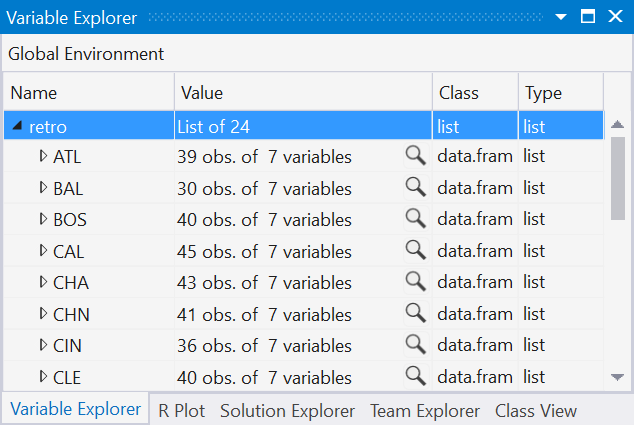 Variable Explorer
Global Environment
Name Value Class Type
retro List of 24 list list
ATL 39 obs. of  7 variables data.fram list
BAL 30 obs. of  7 variables data.fram list
BOS 40 obs. of  7 variables data.fram list
CAL 45 obs. of  7 variables data.fram list
CHA 43 obs. of  7 variables data.fram list
CHN 41 obs. of  7 variables data.fram list
CIN 36 obs. of  7 variables data.fram list
CLE 40 obs. of  7 variables data.fram list
Variable Explorer R Plot Solution Explorer Team Explorer Class View